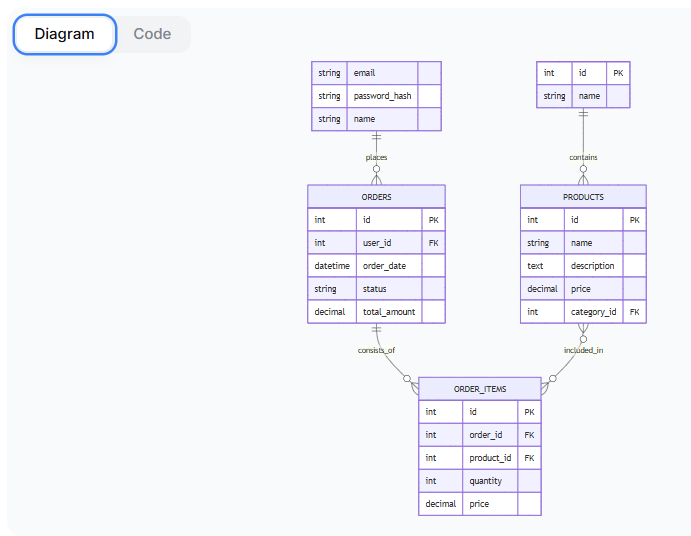 Diagram Code
string email
string password_hash
string name
int id PK
string name
places
contains
ORDERS
int id PK
int user_id FK
datetime order_date
string status
decimal total_amount
PRODUCTS
int id PK
string name
text description
decimal price
int category_id FK
consists_of
included_in
ORDER_ITEMS
int id PK
int order_id FK
int product_id FK
int quantity
decimal price